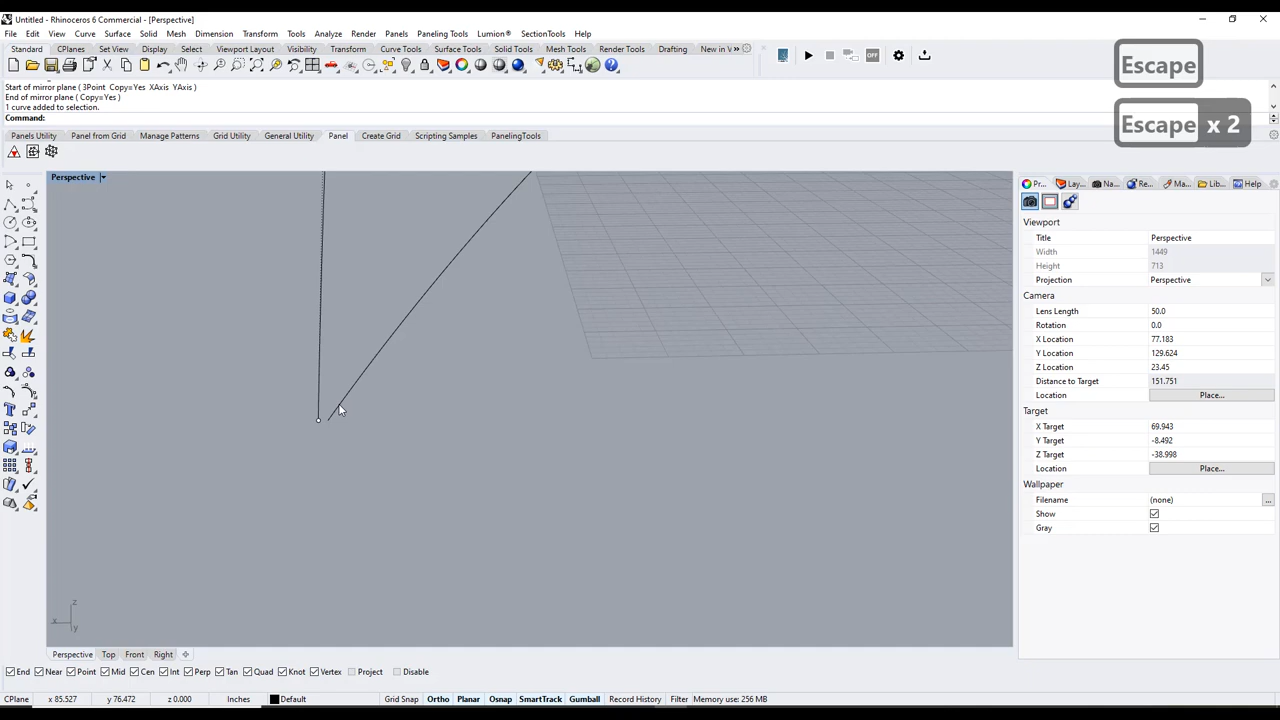 Untitled - Rhinoceros 6 Commercial - [Perspective]
File Edit View Curve Surface Solid Mesh Dimension Transform Tools Analyze Render Panels Paneling Tools Lumion® SectionTools Help
Standard CPlanes Set View Display Select Viewport Layout Visibility Transform Curve Tools Surface Tools Solid Tools Mesh Tools Render Tools Drafting New in V
OFF
Escape
Start of mirror plane ( 3Point Copy=Yes XAxis YAxis )
End of mirror plane ( Copy=Yes )
1 curve added to selection.
Command:
Escape x 2
Panels Utility Panel from Grid Manage Patterns Grid Utility General Utility Panel Create Grid Scripting Samples PanelingTools
Perspective
Pr... Lay... Na... Re... Ma... Lib... Help
Viewport
Title Perspective
Width 1449
Height 713
Projection Perspective
Camera
Lens Length 50.0
Rotation 0.0
X Location 77.183
Y Location 129.624
Z Location 23.45
Distance to Target 151.751
Location Place...
Target
X Target 69.943
Y Target -8.492
Z Target -38.998
Location Place...
Wallpaper
Filename (none) ...
Show
Gray
z
x
y
Perspective Top Front Right
End Near Point Mid Cen Int Perp Tan Quad Knot Vertex Project Disable
CPlane x 85.527 y 76.472 z 0.000 Inches Default Grid Snap Ortho Planar Osnap SmartTrack Gumball Record History Filter Memory use: 256 MB